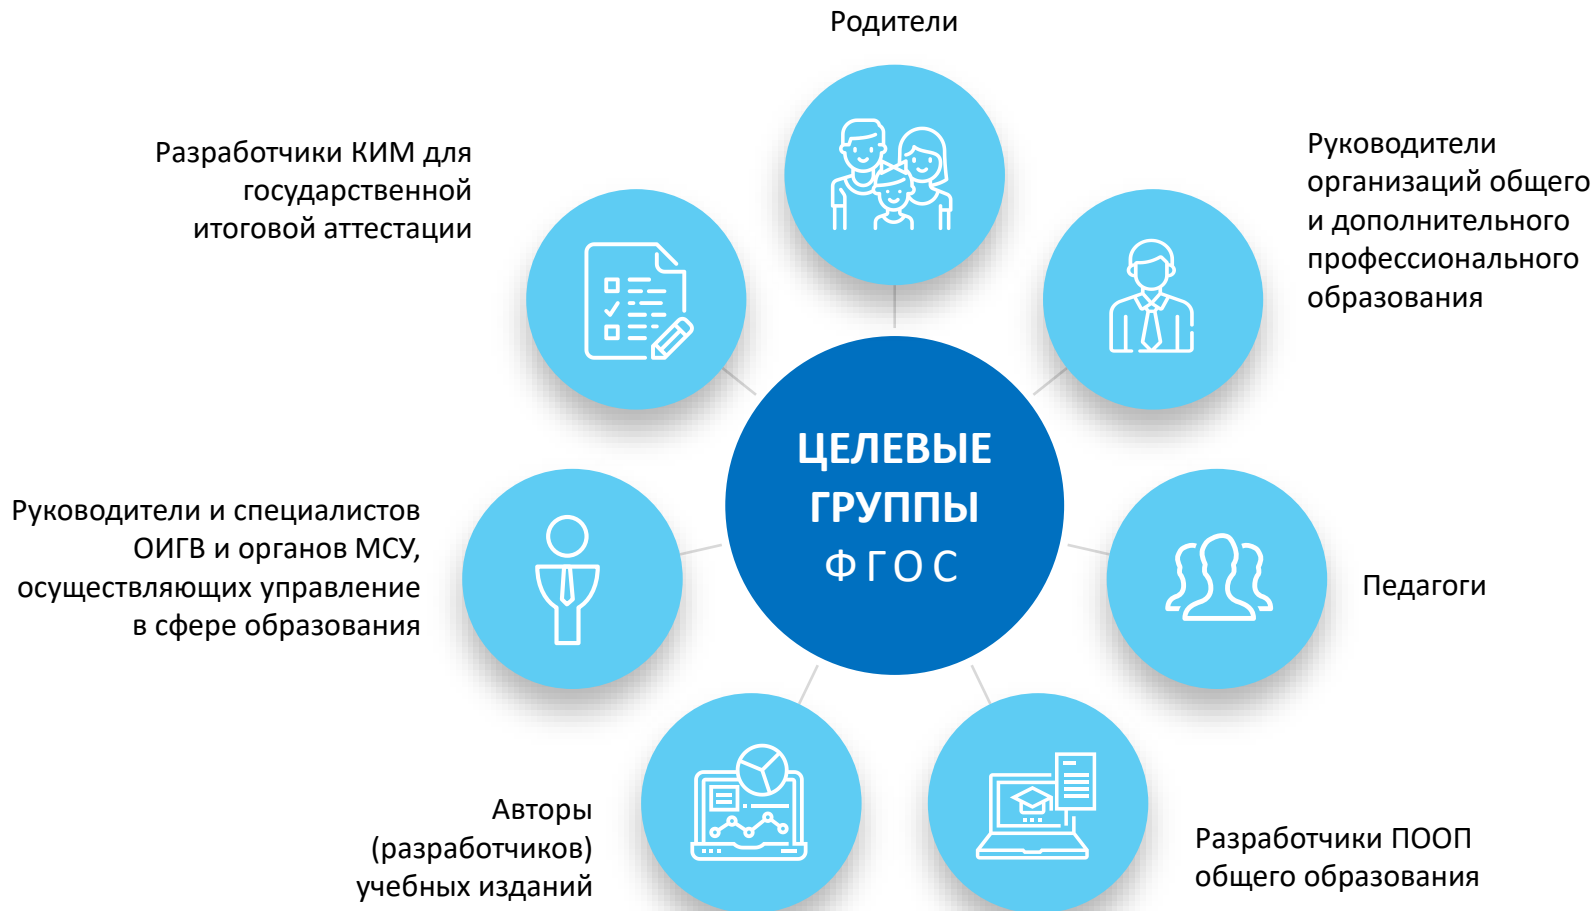 Родители
Разработчики КИМ для
государственной
итоговой аттестации
Руководители
организаций общего
и дополнительного
профессионального
образования
ЦЕЛЕВЫЕ
ГРУППЫ
ФГОС
Руководители и специалистов
ОИГВ и органов МСУ,
осуществляющих управление
в сфере образования
Педагоги
Авторы
(разработчиков)
учебных изданий
Разработчики ПООП
общего образования